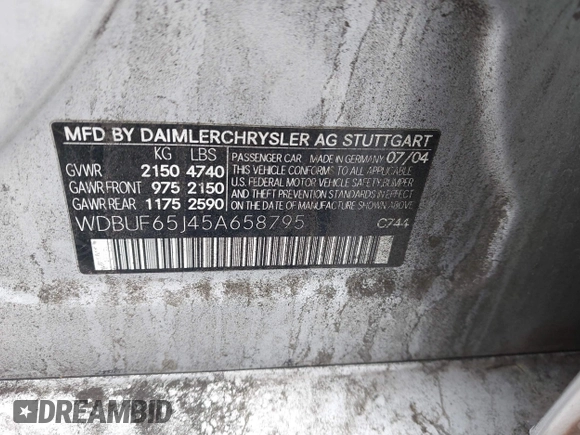 MFD BY DAIMLERCHRYSLER AG STUTTGART
KG LBS
GVWR 2150 4740
GAWR FRONT 975 2150
GAWR REAR 1175 2590
PASSENGER CAR MADE IN GERMANY 07/04
THIS VEHICLE CONFORMS TO ALL APPLICABLE
U.S. FEDERAL MOTOR VEHICLE SAFETY,BUMPER
AND THEFT PREVENTION STANDARDS IN EFFECT
ON THE DATE OF MANUFACTURE SHOWN ABOVE
WDBUF65J45A658795 C744
DREAMBID